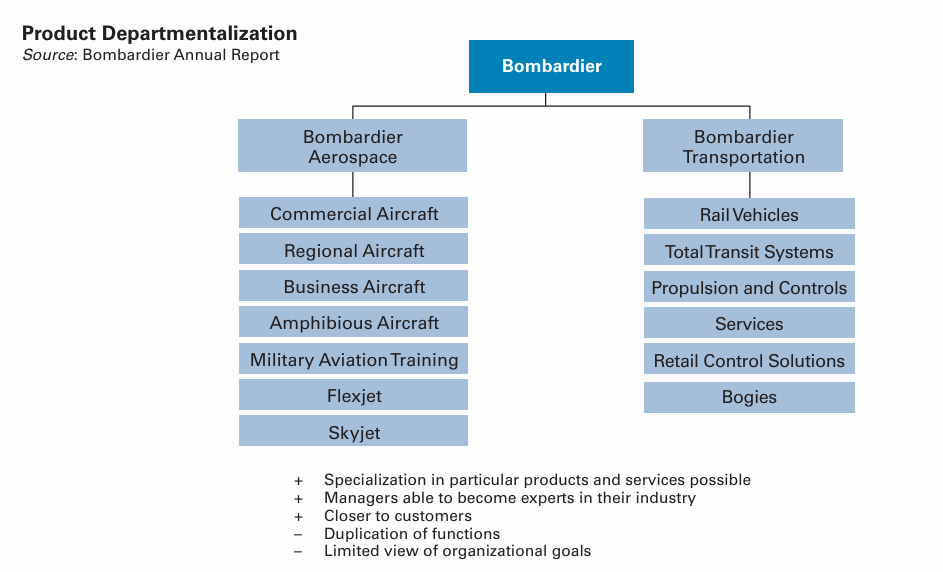 Product Departmentalization
Source: Bombardier Annual Report
Bombardier
Bombardier
Aerospace
Commercial Aircraft
Regional Aircraft
Business Aircraft
Amphibious Aircraft
Military Aviation Training
Flexjet
Skyjet
Bombardier
Transportation
Rail Vehicles
Total Transit Systems
Propulsion and Controls
Services
Retail Control Solutions
Bogies
+ Specialization in particular products and services possible
+ Managers able to become experts in their industry
+ Closer to customers
– Duplication of functions
– Limited view of organizational goals